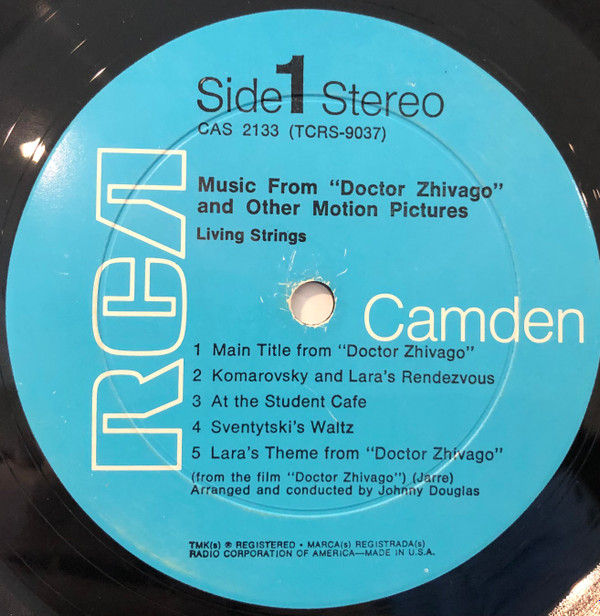 Side 1 Stereo
CAS 2133 (TCRS-9037)
RCA
Music From "Doctor Zhivago"
and Other Motion Pictures
Living Strings
Camden
1 Main Title from "Doctor Zhivago"
2 Komarovsky and Lara's Rendezvous
3 At the Student Cafe
4 Sventytski's Waltz
5 Lara's Theme from "Doctor Zhivago"
(from the film "Doctor Zhivago") (Jarre)
Arranged and conducted by Johnny Douglas
TMK(s) ® REGISTERED • MARCA(s) REGISTRADA(s)
RADIO CORPORATION OF AMERICA—MADE IN U.S.A.